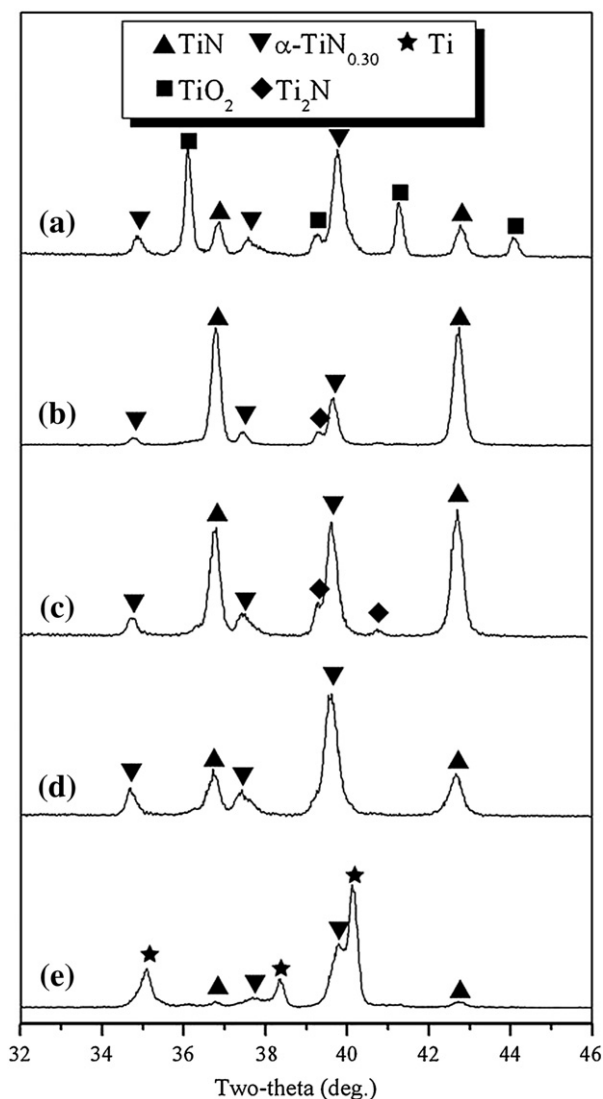 TiN α-TiN0.30 Ti
TiO2 Ti2N
(a)
(b)
(c)
(d)
(e)
32 34 36 38 40 42 44 46
Two-theta (deg.)